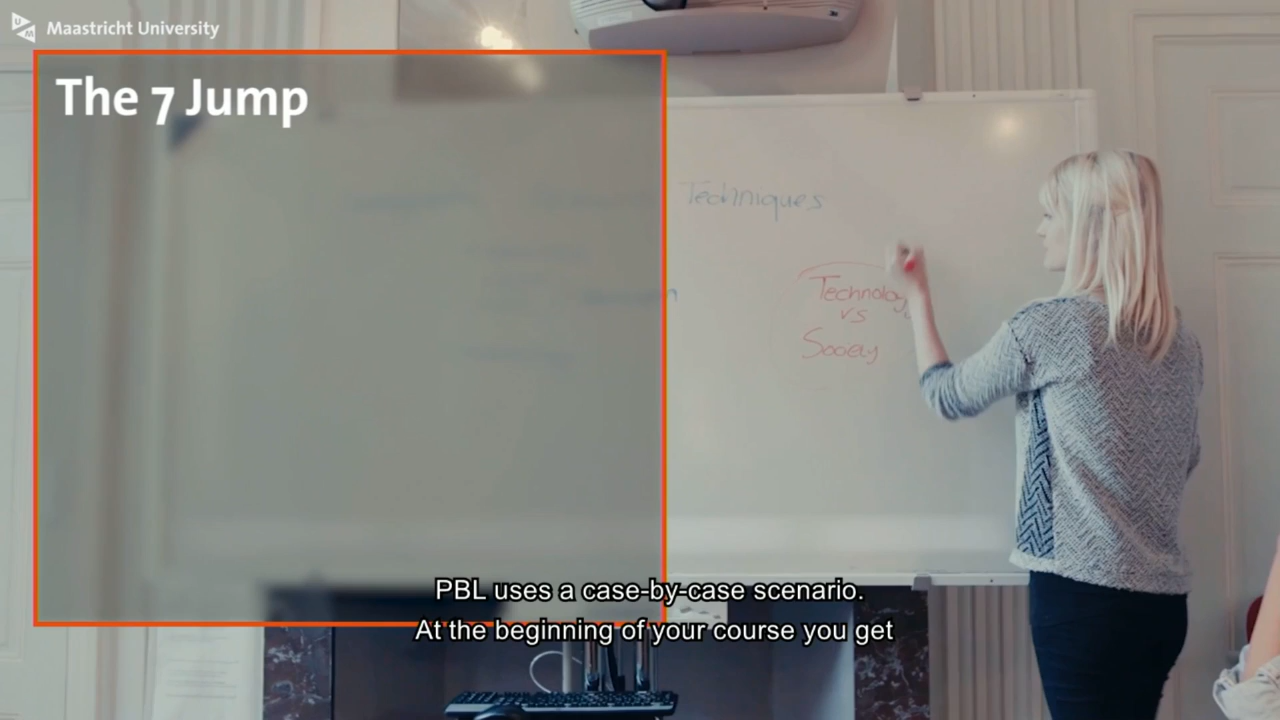 Maastricht University
The 7 Jump
Techniques
Technology
vs
Society
PBL uses a case-by-case scenario.
At the beginning of your course you get